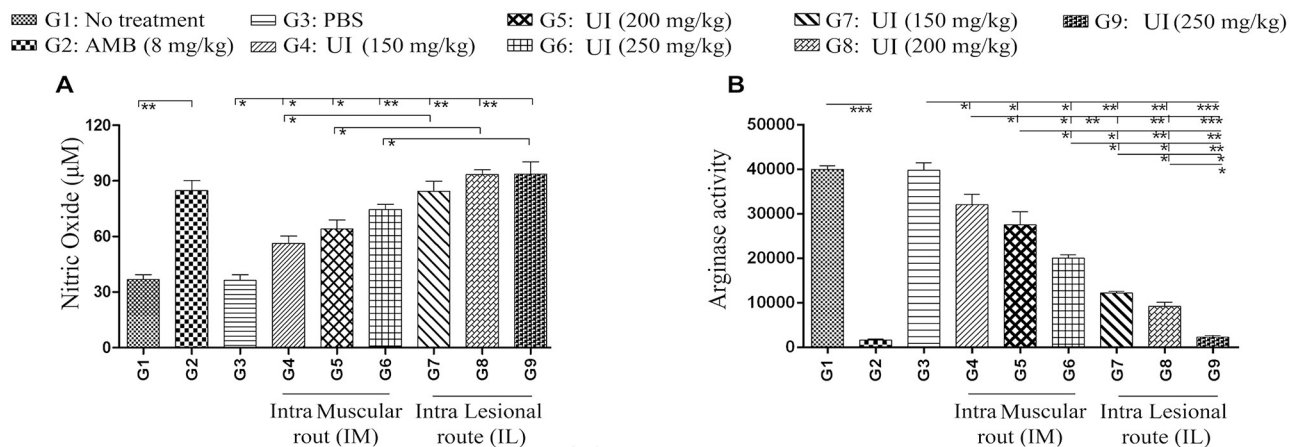 G1: No treatment
G3: PBS
G5: UI (200 mg/kg)
G7: UI (150 mg/kg)
G9: UI (250 mg/kg)
G2: AMB (8 mg/kg)
G4: UI (150 mg/kg)
G6: UI (250 mg/kg)
G8: UI (200 mg/kg)
A
** * * * ** ** **
* * *
Nitric Oxide (µM)
120
90
60
30
0
G1 G2 G3 G4 G5 G6 G7 G8 G9
Intra Muscular
rout (IM)
Intra Lesional
route (IL)
B
*** * * * ** ** ***
* * ** ** ***
* * ** **
* * **
* *
*
Arginase activity
50000
40000
30000
20000
10000
0
G1 G2 G3 G4 G5 G6 G7 G8 G9
Intra Muscular
rout (IM)
Intra Lesional
route (IL)